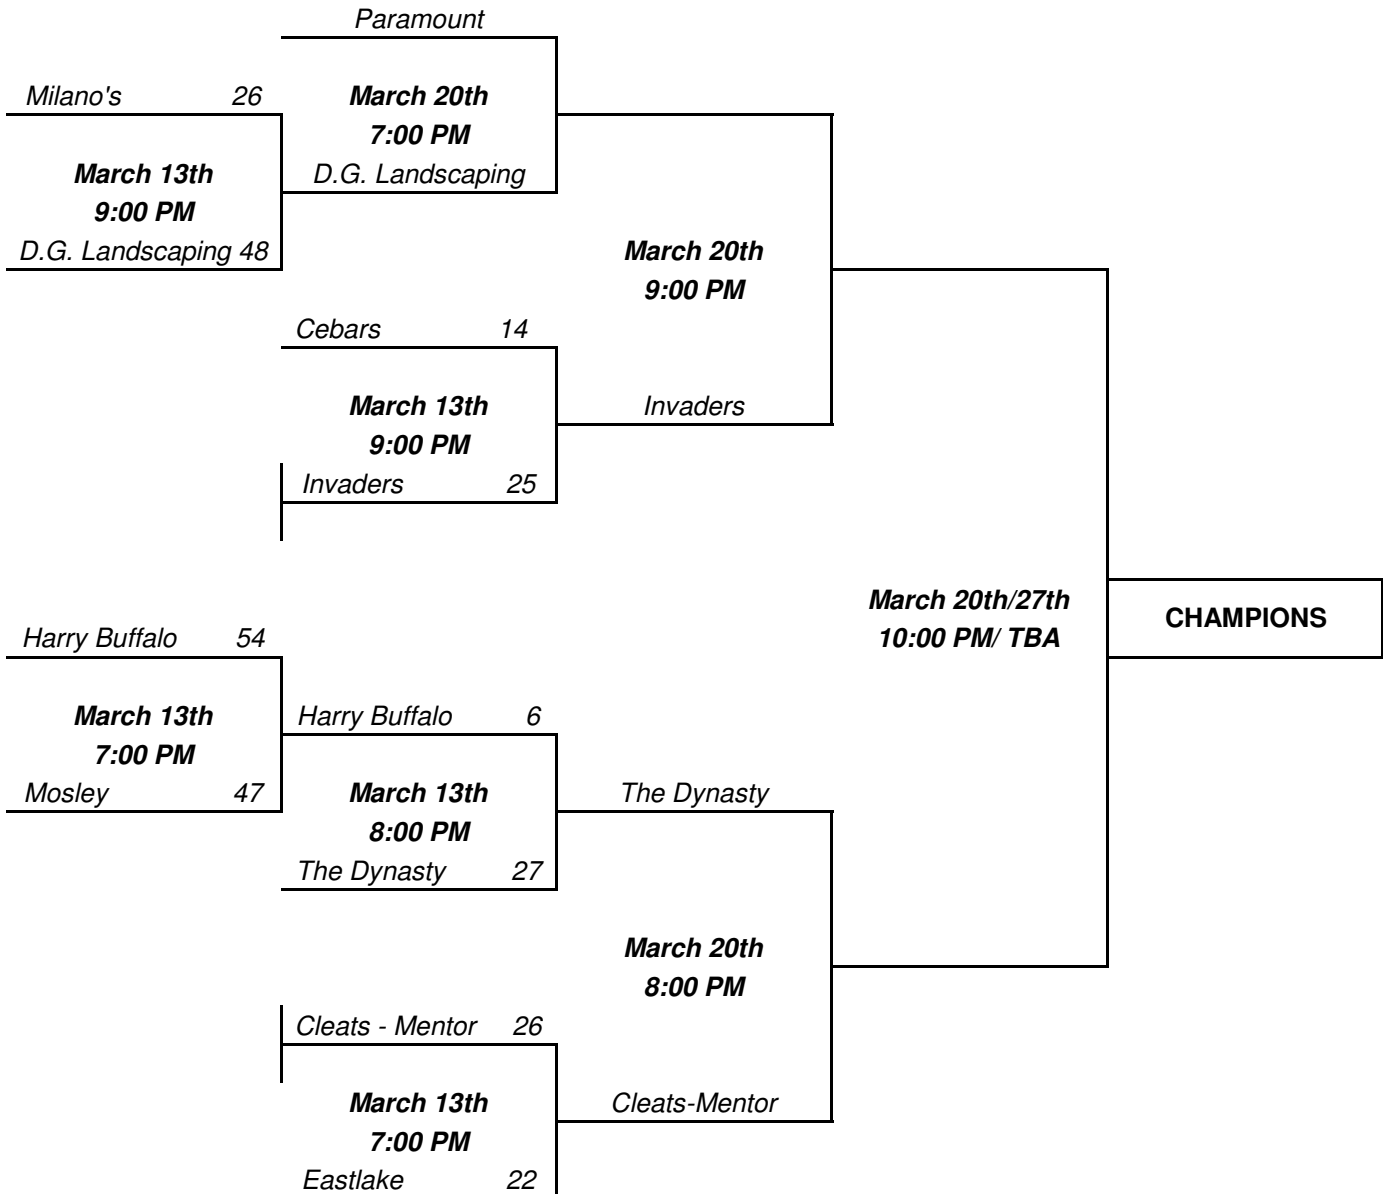 Paramount
Milano's 26
March 20th
7:00 PM
March 13th
9:00 PM
D.G. Landscaping
D.G. Landscaping 48
March 20th
9:00 PM
Cebars 14
March 13th
9:00 PM
Invaders
Invaders 25
March 20th/27th
10:00 PM/ TBA
CHAMPIONS
Harry Buffalo 54
March 13th
7:00 PM
Harry Buffalo 6
Mosley 47
March 13th
8:00 PM
The Dynasty
The Dynasty 27
March 20th
8:00 PM
Cleats - Mentor 26
March 13th
7:00 PM
Cleats-Mentor
Eastlake 22